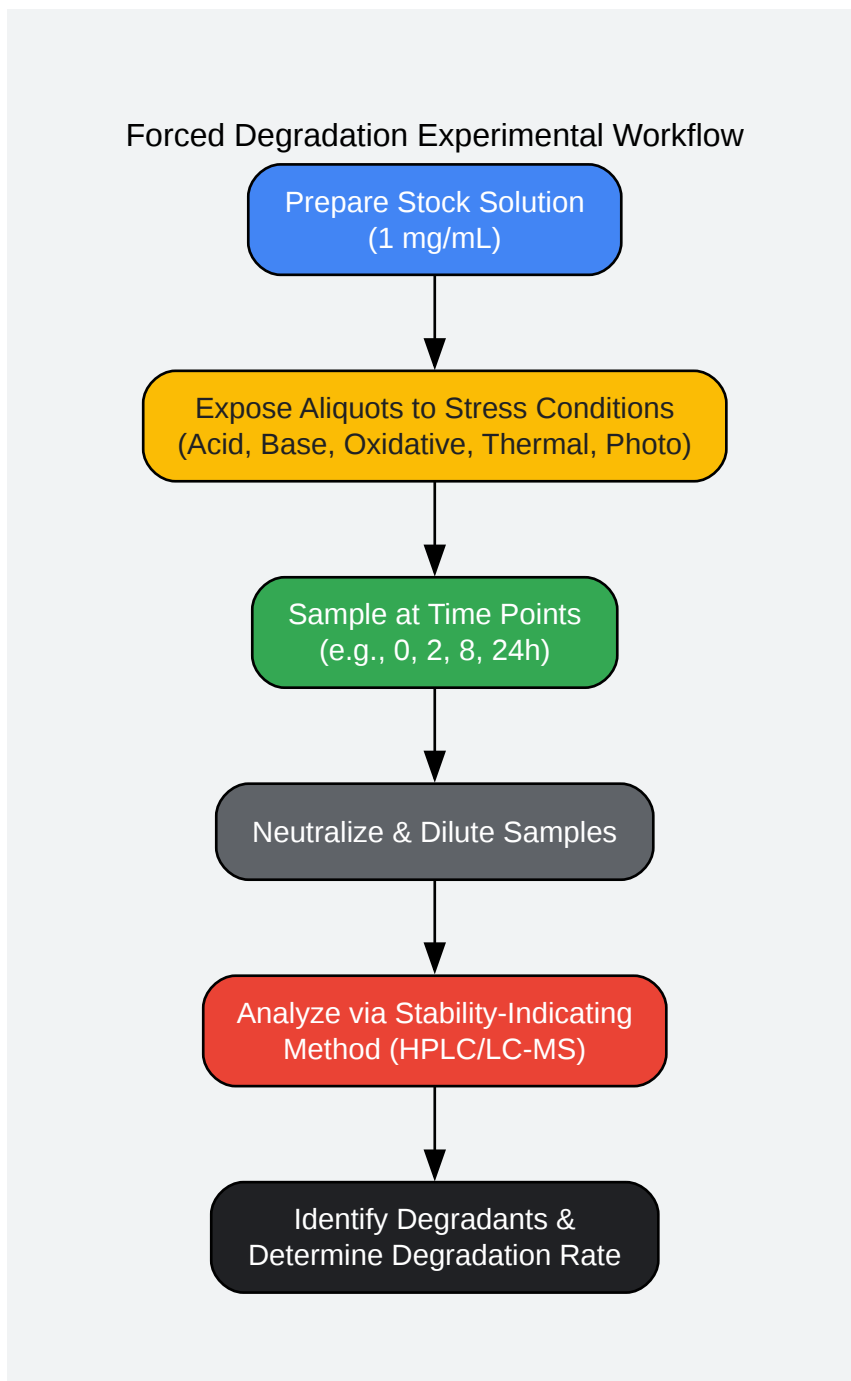 Forced Degradation Experimental Workflow
Prepare Stock Solution
(1 mg/mL)
Expose Aliquots to Stress Conditions
(Acid, Base, Oxidative, Thermal, Photo)
Sample at Time Points
(e.g., 0, 2, 8, 24h)
Neutralize & Dilute Samples
Analyze via Stability-Indicating
Method (HPLC/LC-MS)
Identify Degradants &
Determine Degradation Rate